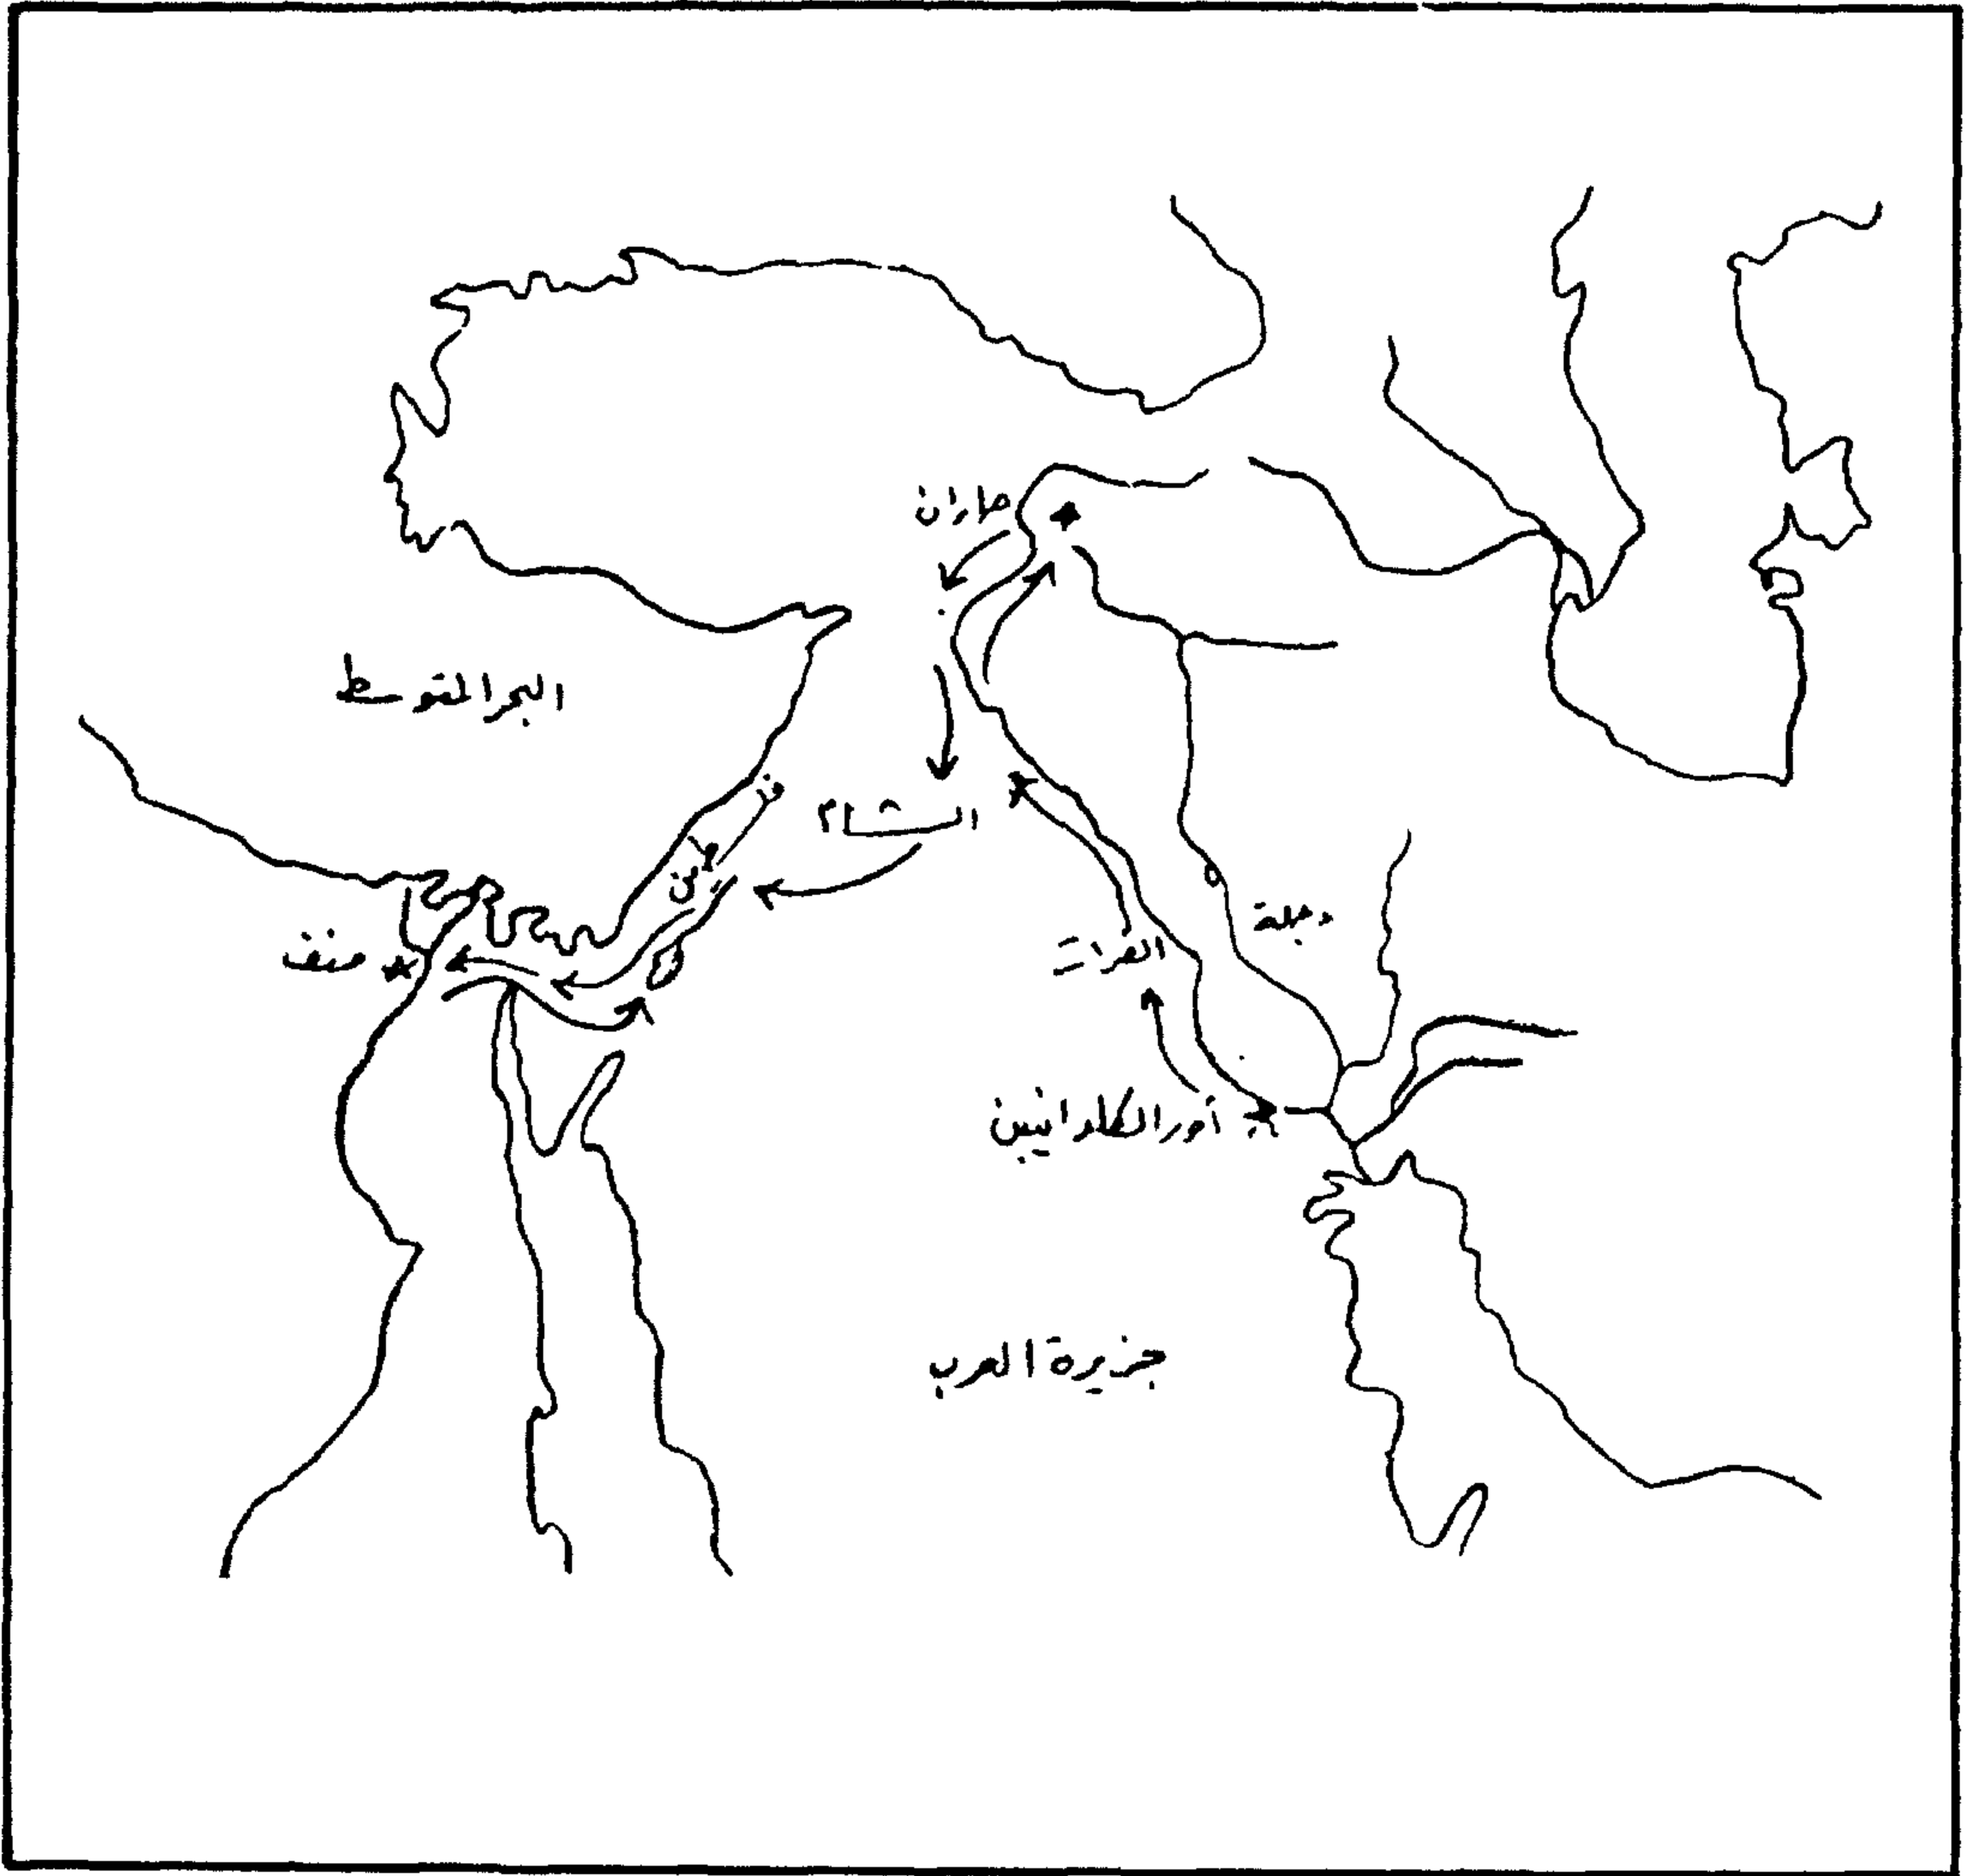 حاران
البحر المتوسط
الشام
فلسطين
دجلة
منف
الفرات
أور الكلدانيين
جزيرة العرب